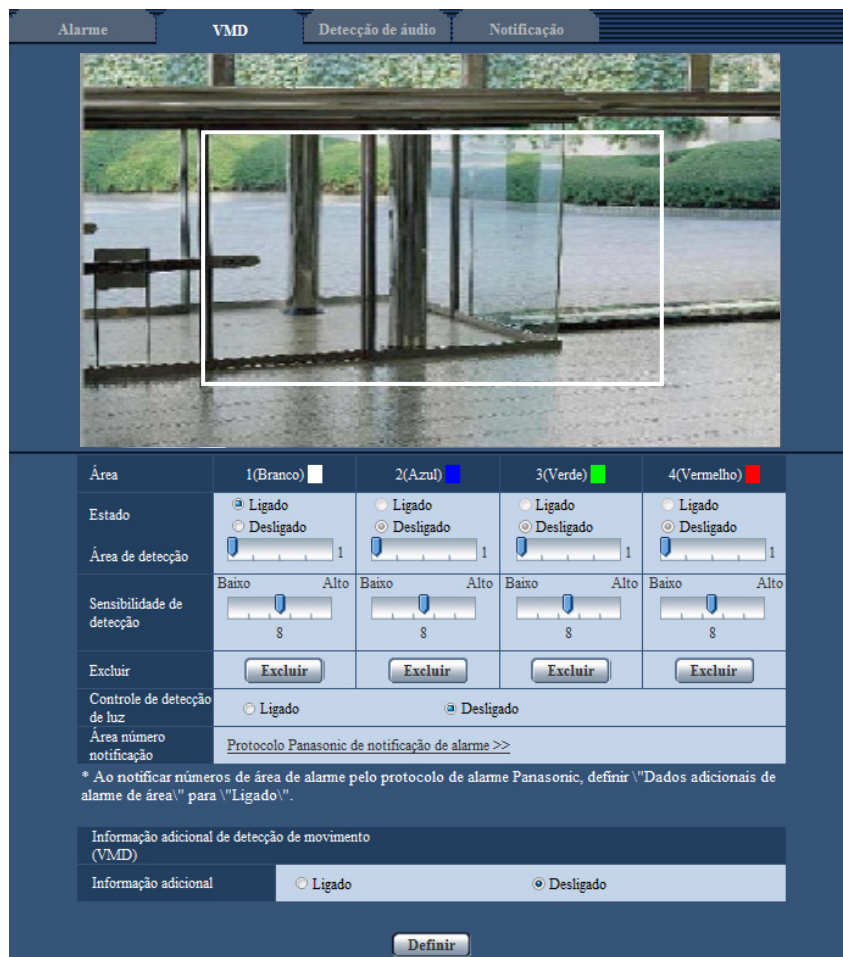 Alarme VMD Detecção de áudio Notificação
Área 1(Branco) 2(Azul) 3(Verde) 4(Vermelho)
Estado
Ligado Ligado Ligado Ligado
Desligado Desligado Desligado Desligado
Área de detecção 1 1 1 1
Baixo Alto Baixo Alto Baixo Alto Baixo Alto
Sensibilidade de
detecção
8 8 8 8
Excluir Excluir Excluir Excluir Excluir
Controle de detecção
de luz
Ligado Desligado
Área número
notificação
Protocolo Panasonic de notificação de alarme >>
* Ao notificar números de área de alarme pelo protocolo de alarme Panasonic, definir \"Dados adicionais de
alarme de área\" para \"Ligado\".
Informação adicional de detecção de movimento
(VMD)
Informação adicional Ligado Desligado
Definir